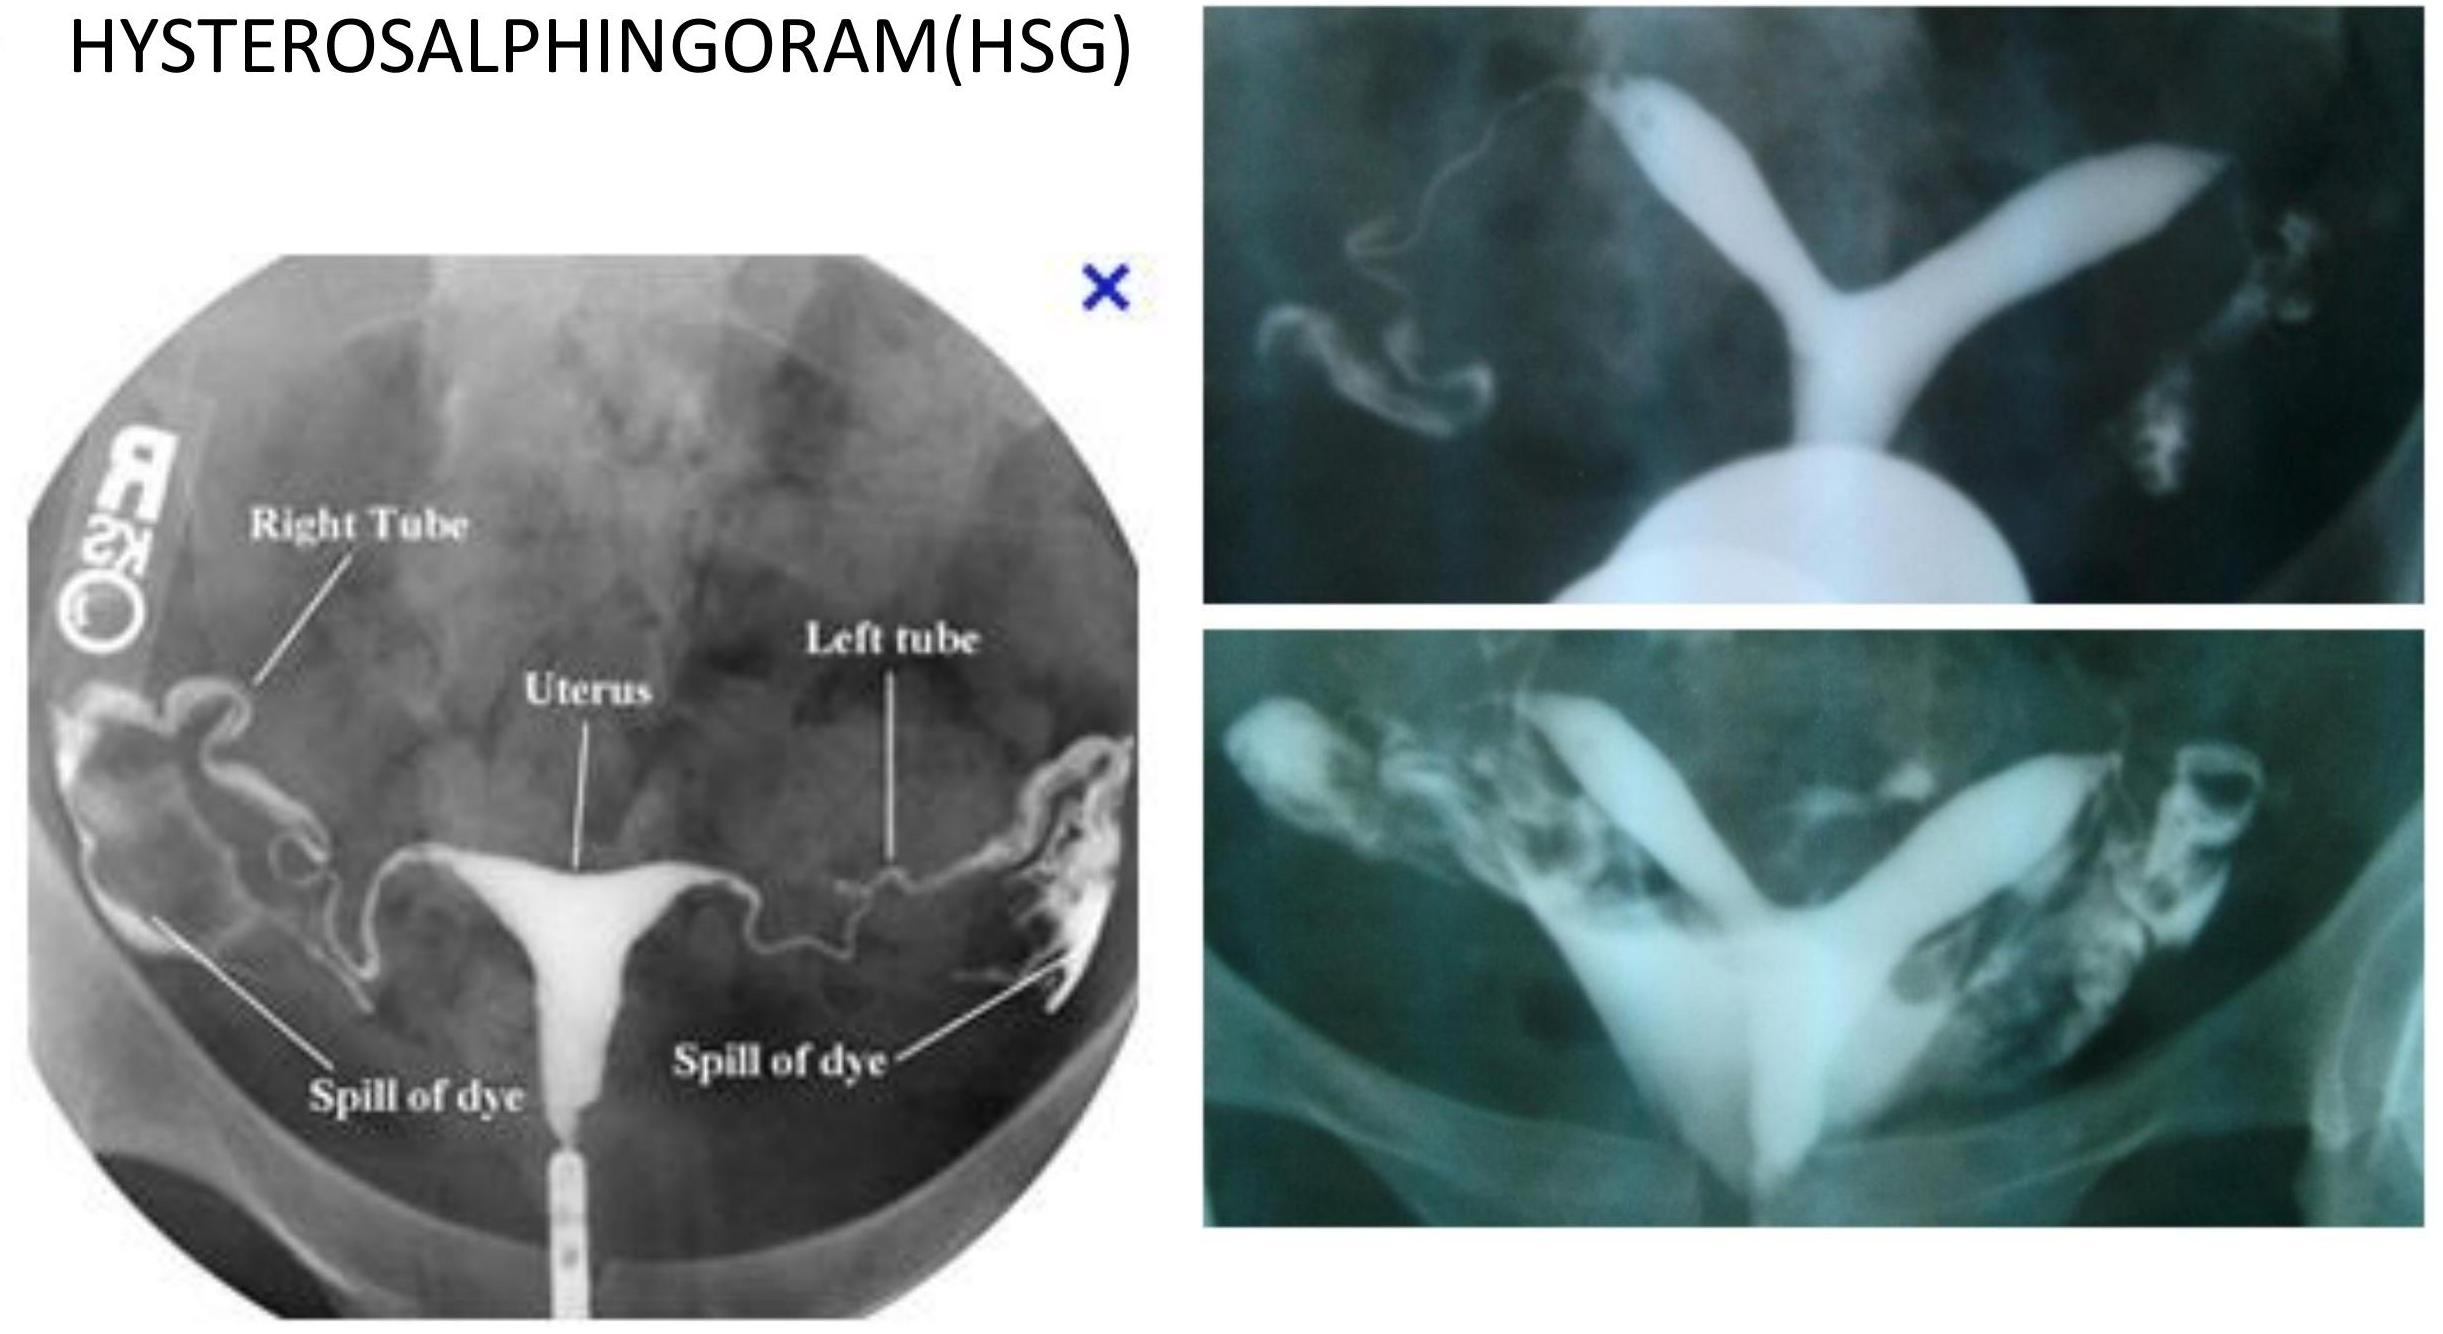 HYSTEROSALPHINGORAM(HSG)
Right Tube
Left tube
Uterus
Spill of dye
Spill of dye